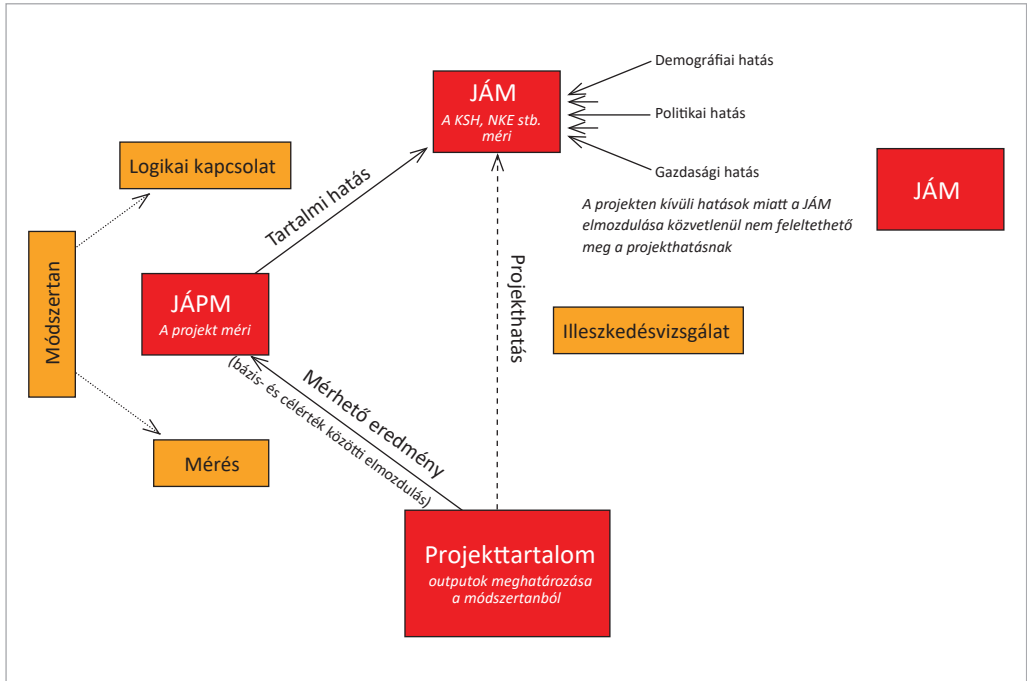 Demográfiai hatás
JÁM
A KSH, NKE stb.
méri
Politikai hatás
Gazdasági hatás
Logikai kapcsolat
Tartalmi hatás
JÁM
A projekten kívüli hatások miatt a JÁM
elmozdulása közvetlenül nem feleltethető
meg a projekthatásnak
Módszertan
JÁPM
A projekt méri
Projekthatás
Illeszkedésvizsgálat
Mérhető eredmény
(bázis- és célérték közötti elmozdulás)
Mérés
Projekttartalom
outputok meghatározása
a módszertanból